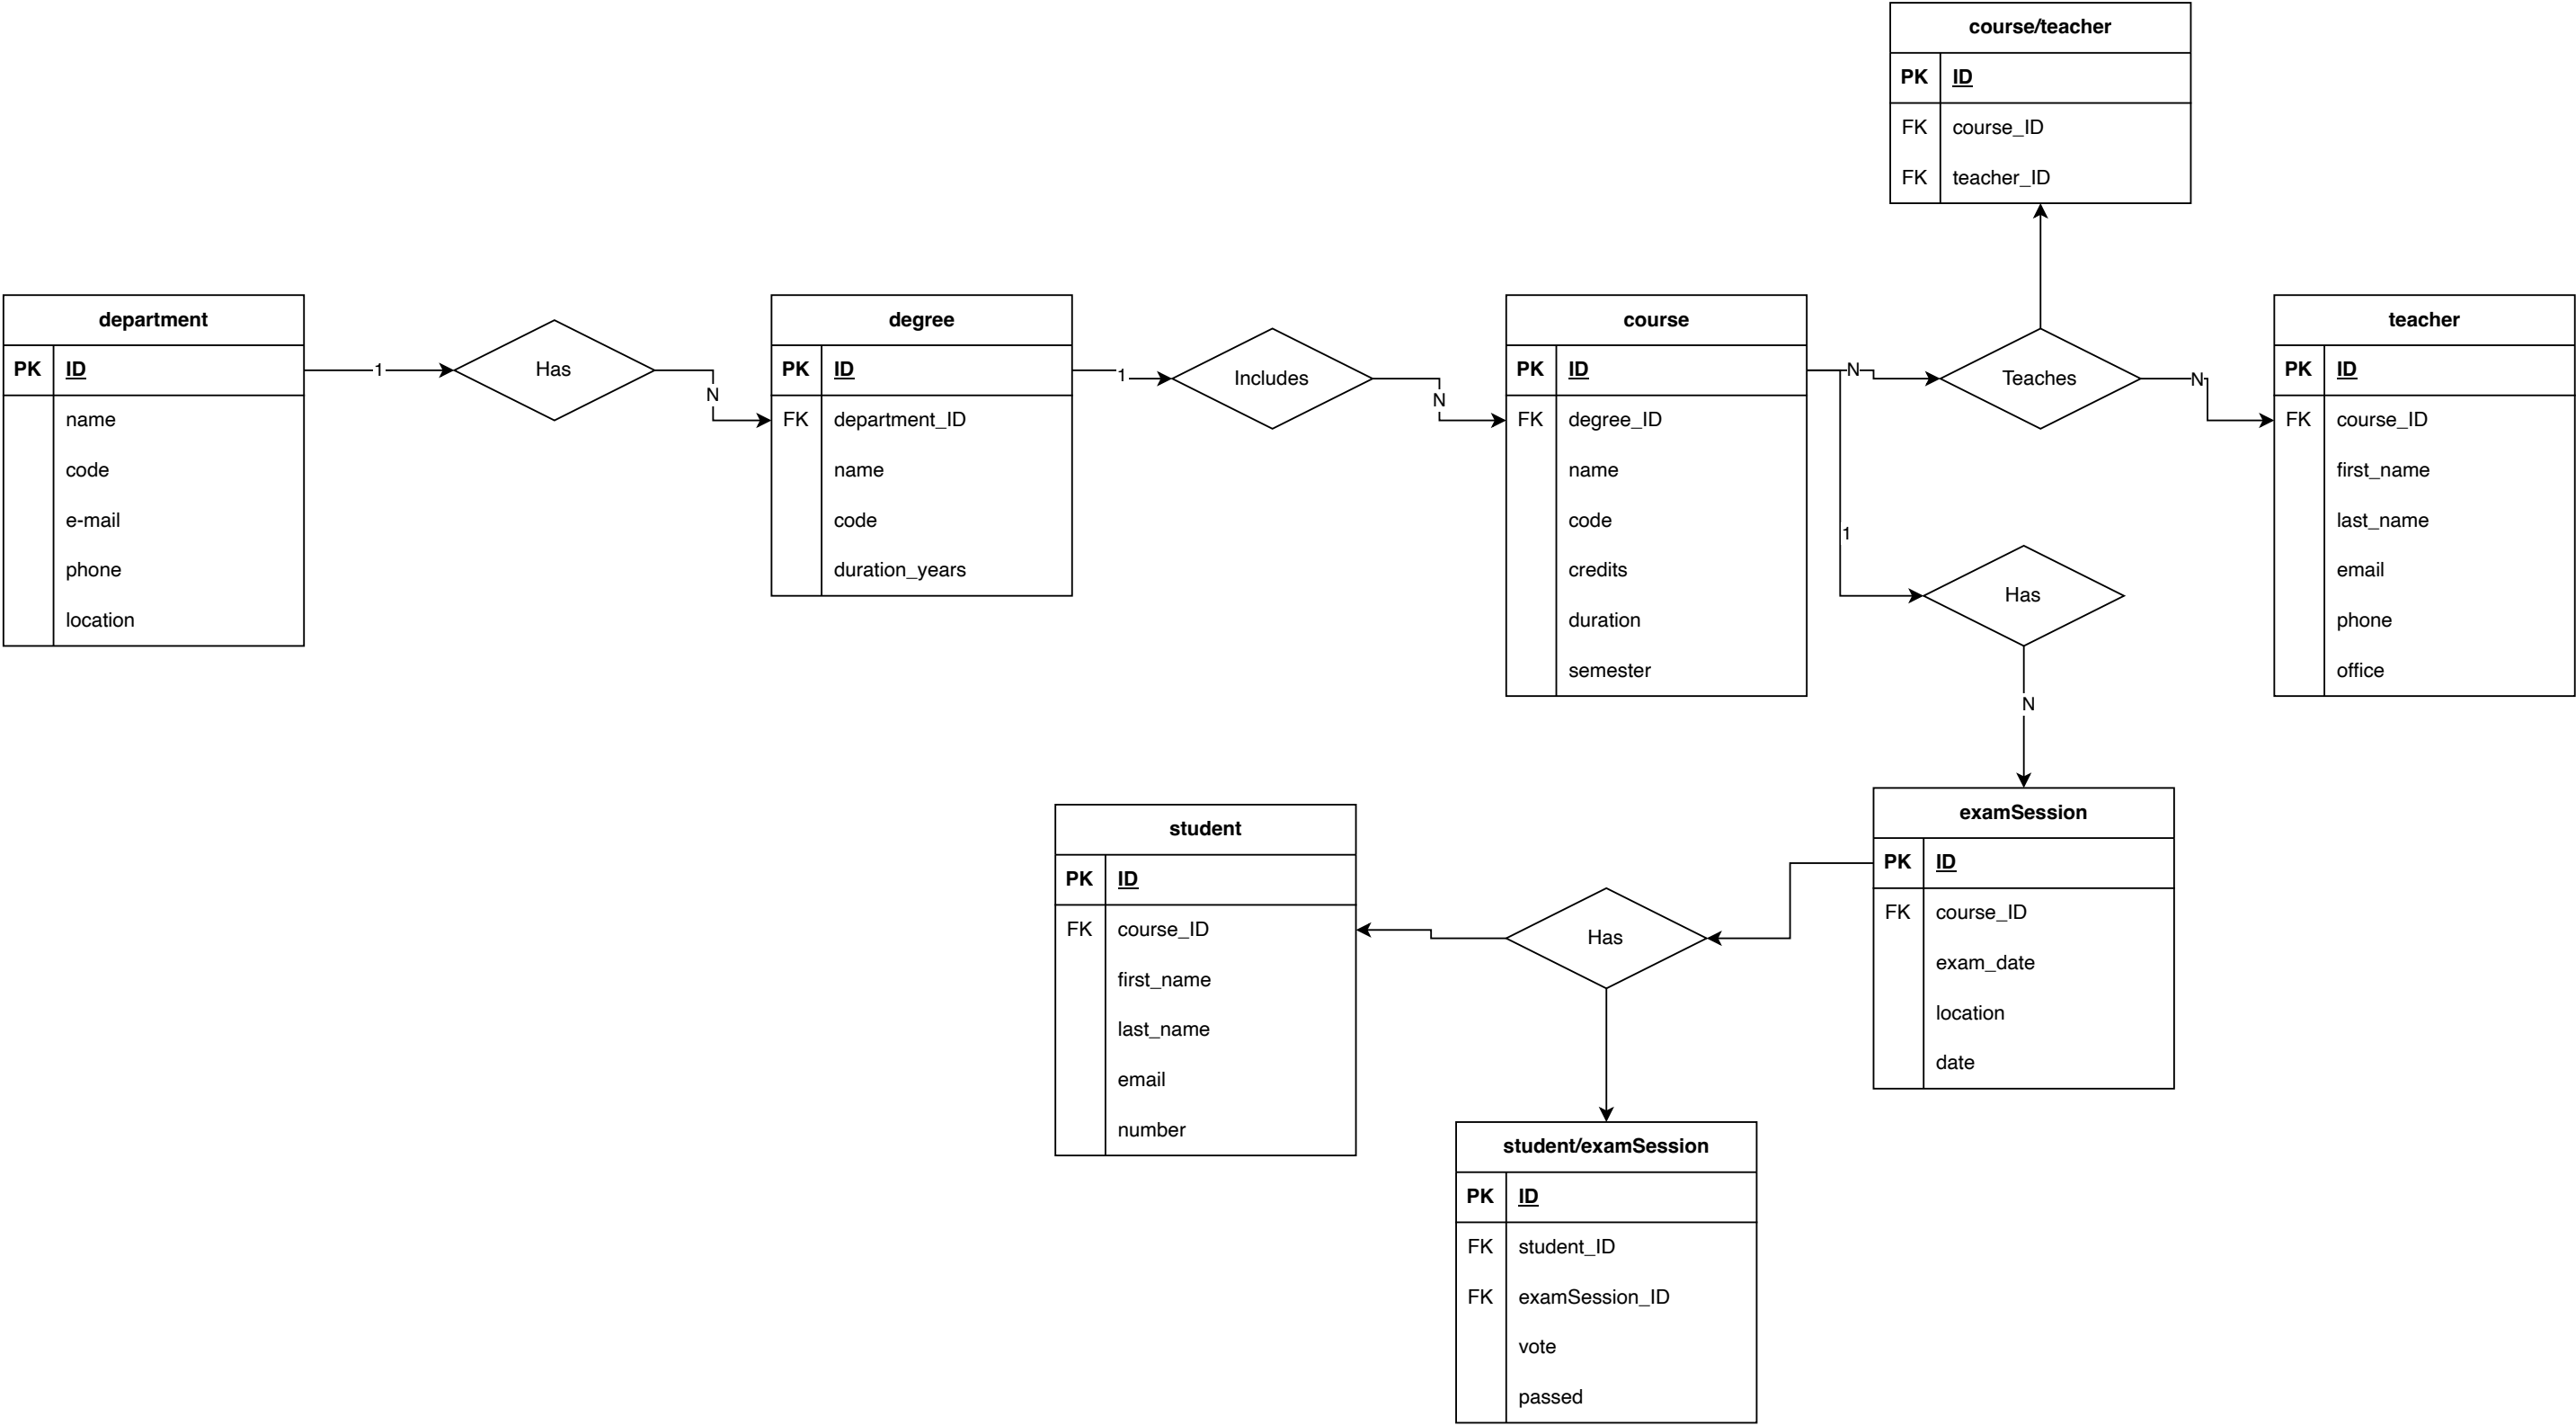 course/teacher
PK ID
FK course_ID
FK teacher_ID
department
PK ID
name
code
e-mail
phone
location
1
Has
N
degree
PK ID
FK department_ID
name
code
duration_years
1
Includes
N
course
PK ID
FK degree_ID
name
code
credits
duration
semester
N
Teaches
N
teacher
PK ID
FK course_ID
first_name
last_name
email
phone
office
1
Has
N
examSession
PK ID
FK course_ID
exam_date
location
date
Has
student
PK ID
FK course_ID
first_name
last_name
email
number
student/examSession
PK ID
FK student_ID
FK examSession_ID
vote
passed